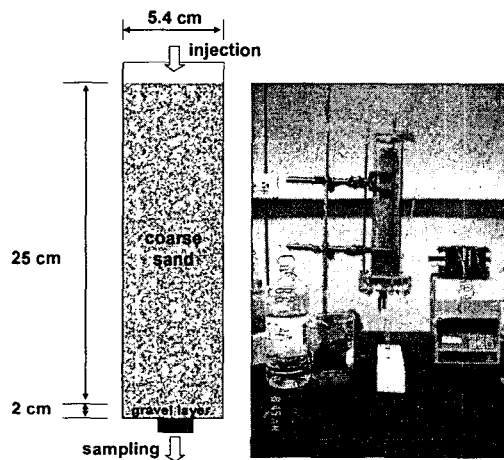 5.4 cm
injection
25 cm
coarse
sand
2 cm
gravel layer
sampling